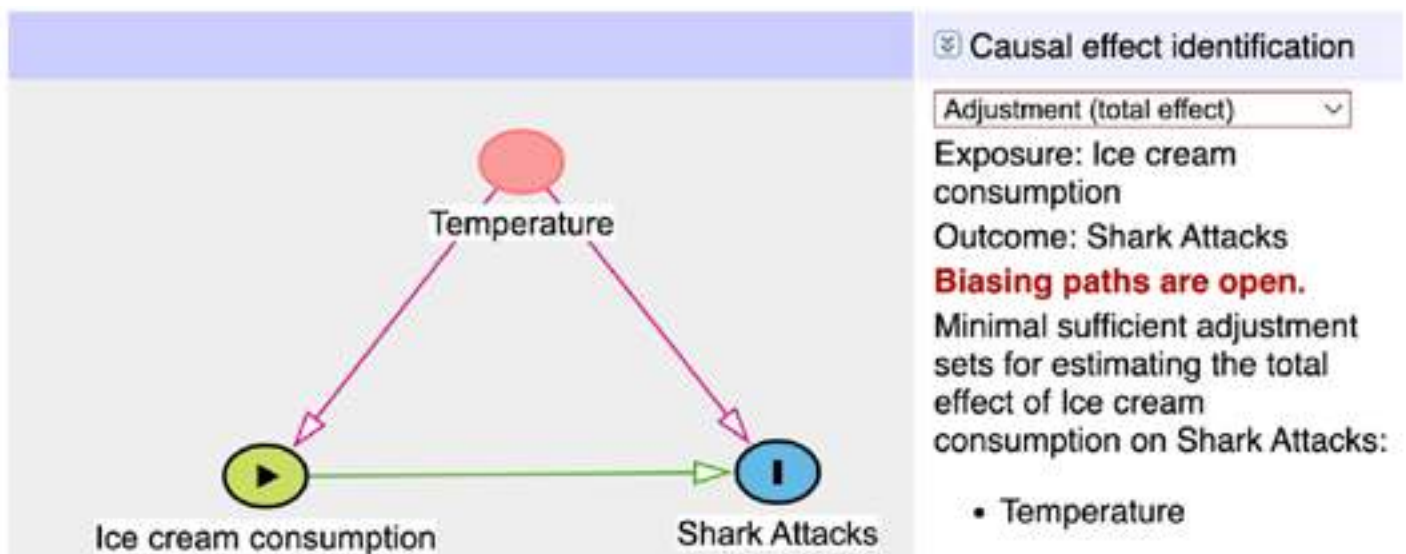 Causal effect identification
Adjustment (total effect)
Exposure: Ice cream
consumption
Outcome: Shark Attacks
Biasing paths are open.
Minimal sufficient adjustment
sets for estimating the total
effect of Ice cream
consumption on Shark Attacks:
• Temperature
Temperature
Ice cream consumption
Shark Attacks